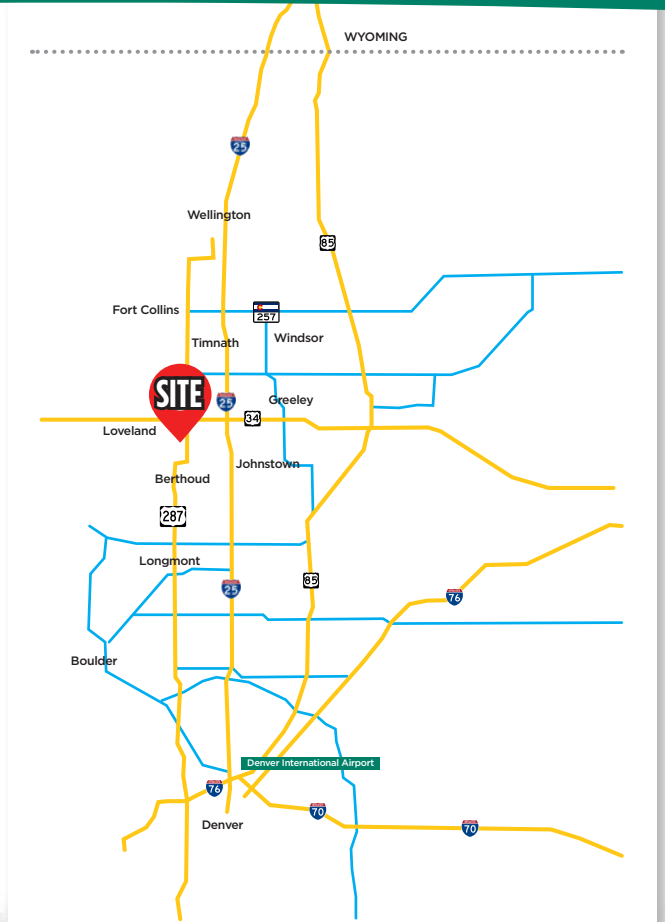 WYOMING
25
Wellington
85
Fort Collins
257
Timnath
Windsor
SITE
25
Greeley
34
Loveland
Johnstown
Berthoud
287
Longmont
85
25
76
Boulder
Denver International Airport
76
70
Denver
70